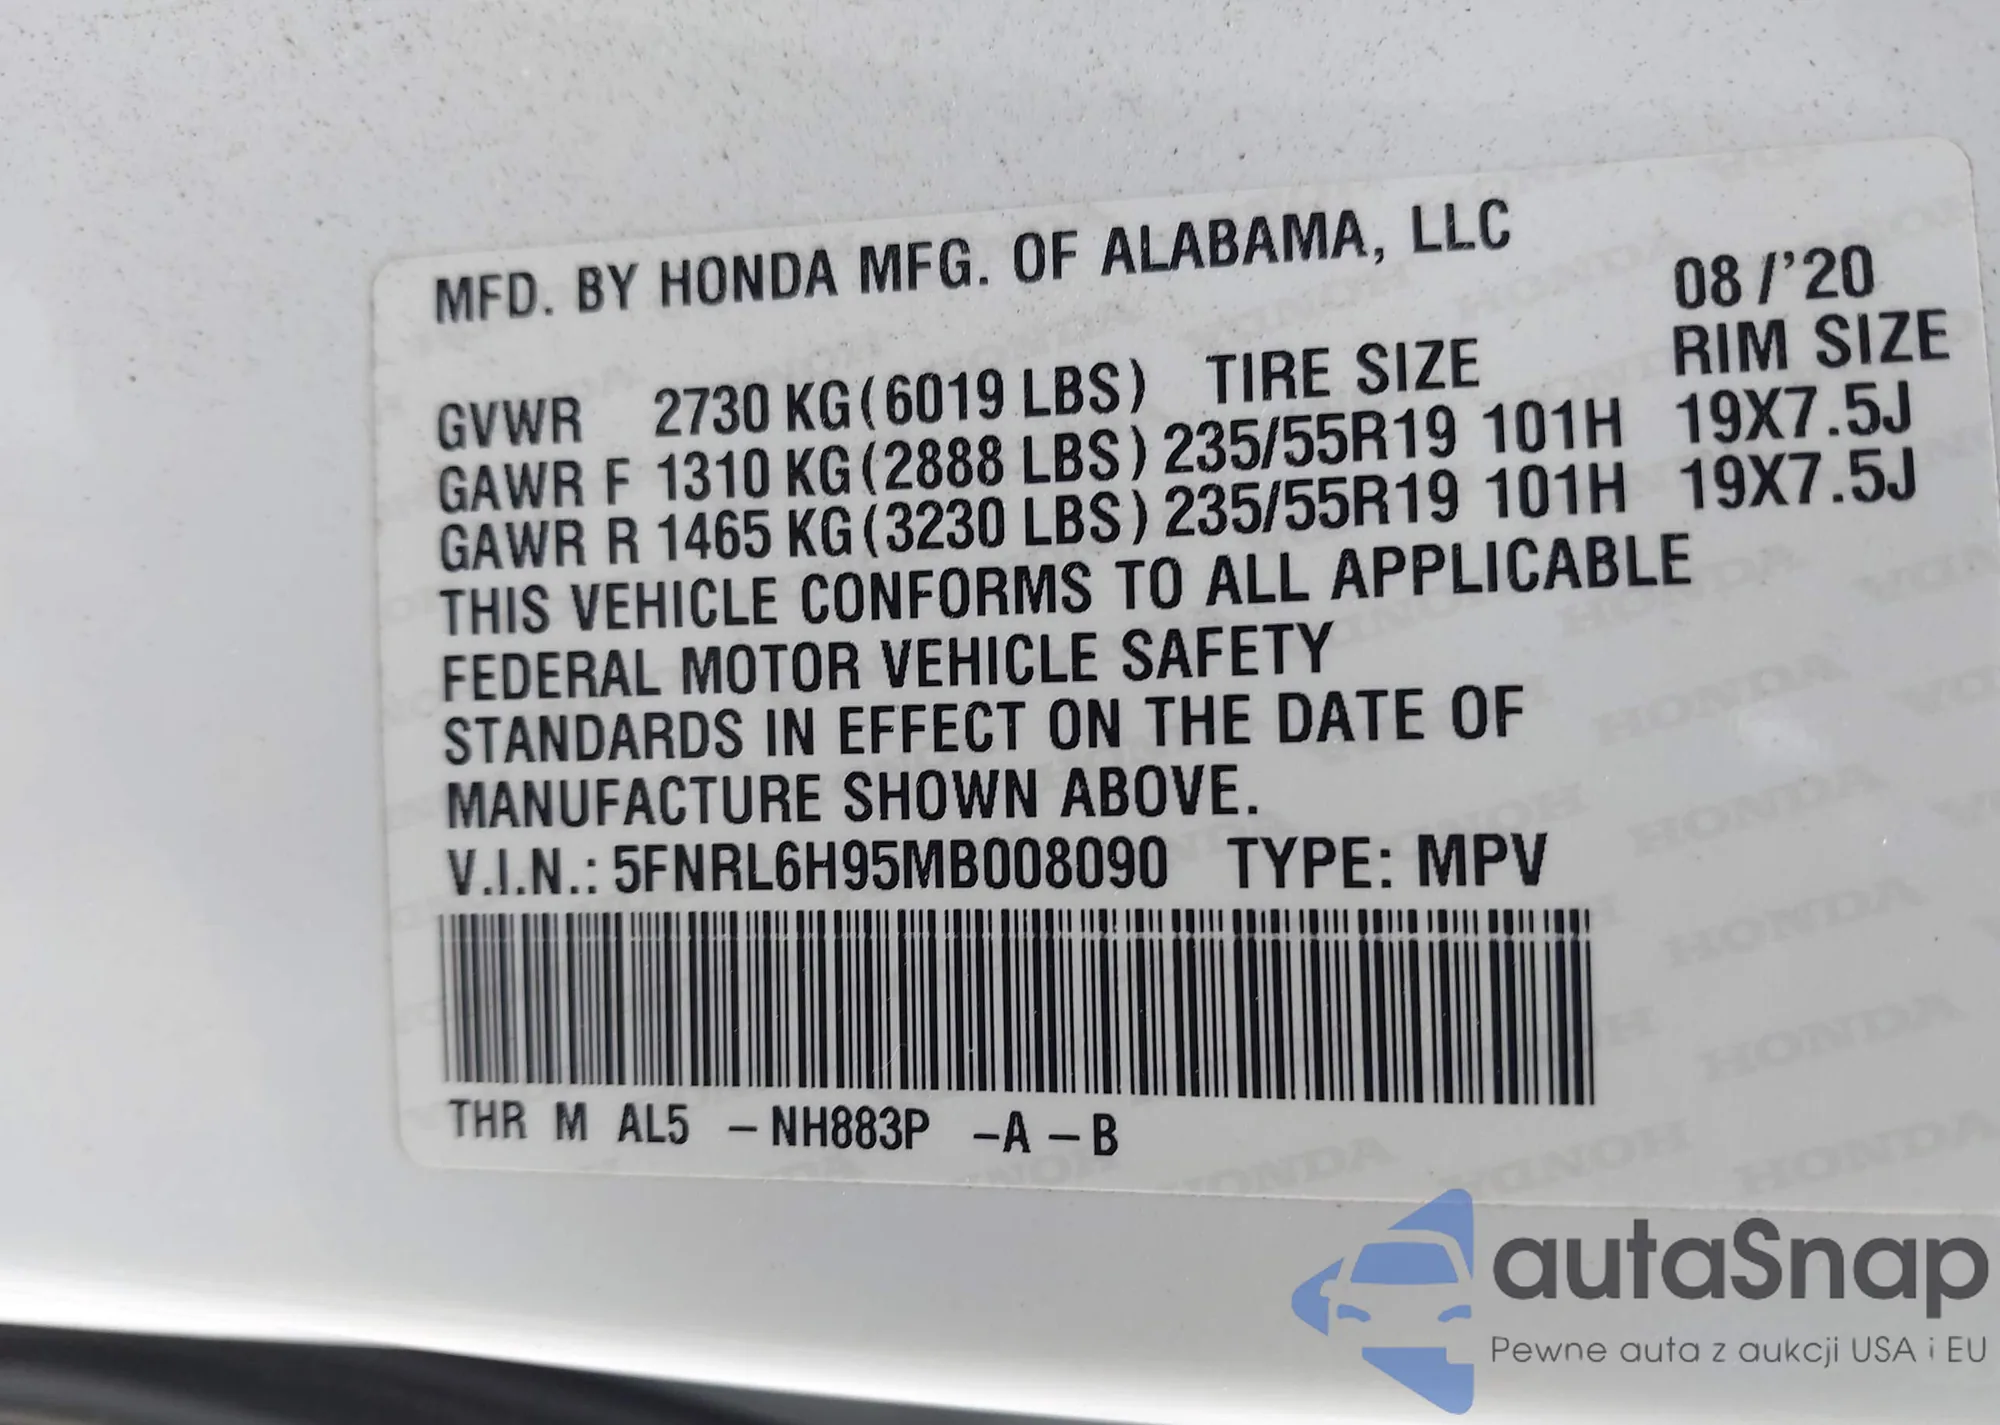 MFD. BY HONDA MFG. OF ALABAMA, LLC
08/'20
GVWR 2730 KG(6019 LBS) TIRE SIZE RIM SIZE
GAWR F 1310 KG(2888 LBS) 235/55R19 101H 19X7.5J
GAWR R 1465 KG(3230 LBS) 235/55R19 101H 19X7.5J
THIS VEHICLE CONFORMS TO ALL APPLICABLE
FEDERAL MOTOR VEHICLE SAFETY
STANDARDS IN EFFECT ON THE DATE OF
MANUFACTURE SHOWN ABOVE.
V.I.N.: 5FNRL6H95MB008090 TYPE: MPV
THR M AL5 –NH883P –A –B
autaSnap
Pewne auta z aukcji USA i EU